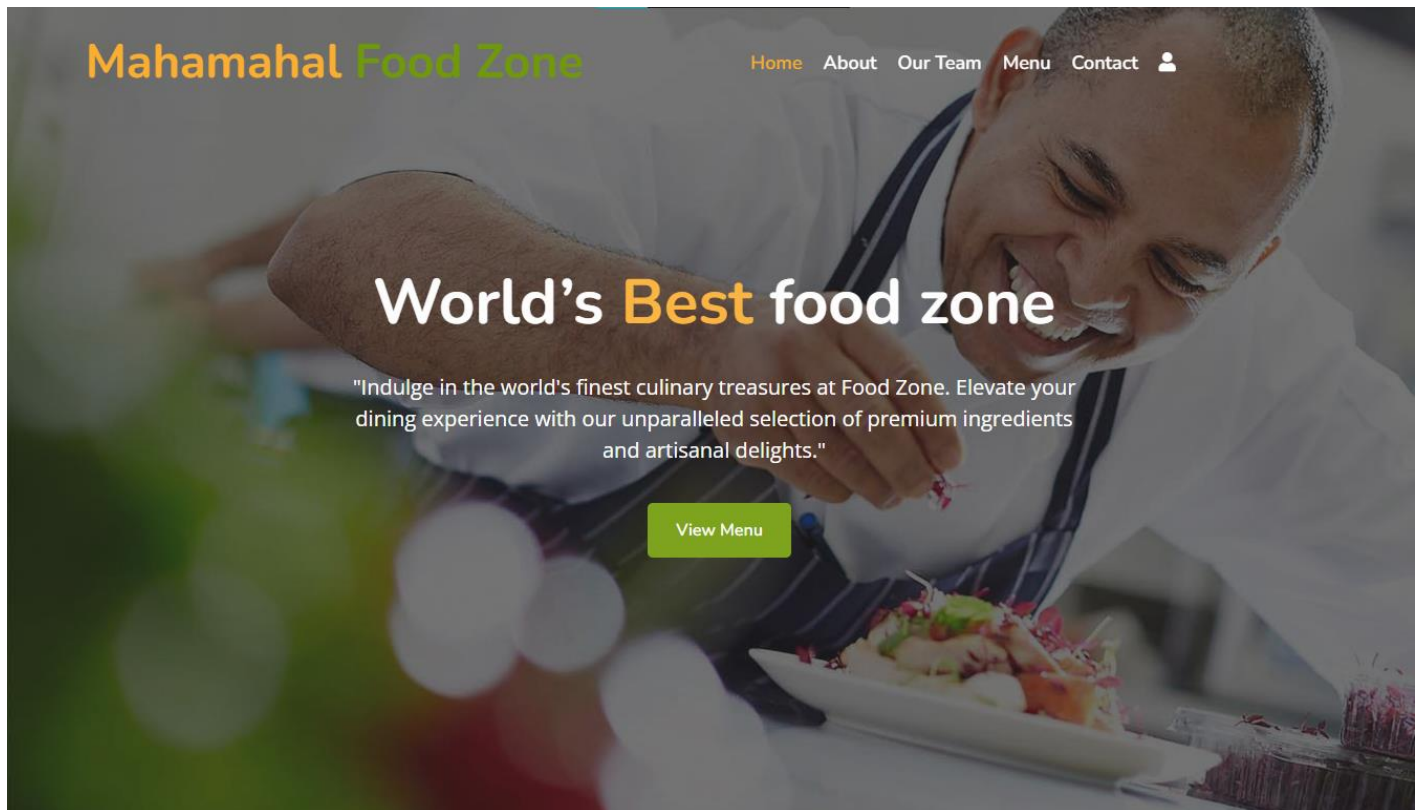 Mahamahal Food Zone
Home About Our Team Menu Contact
World’s Best food zone
"Indulge in the world's finest culinary treasures at Food Zone. Elevate your
dining experience with our unparalleled selection of premium ingredients
and artisanal delights."
View Menu